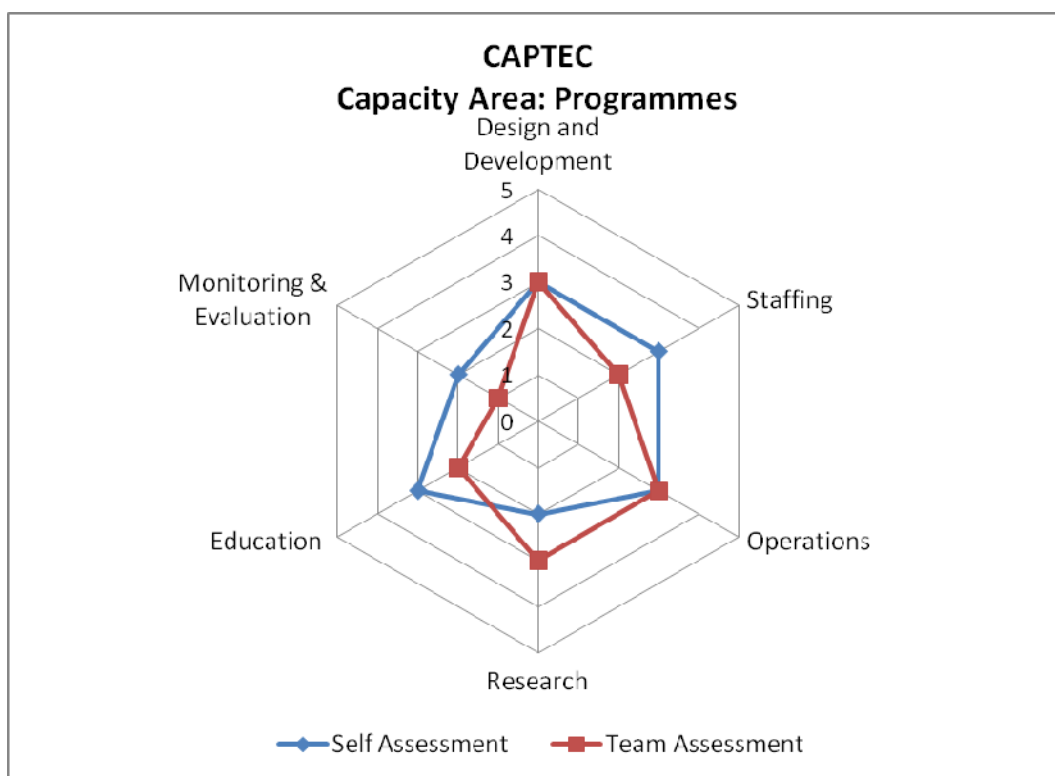 CAPTEC
Capacity Area: Programmes
Design and
Development
5
4
3
2
1
0
Monitoring &
Evaluation
Staffing
Education
Operations
Research
Self Assessment
Team Assessment